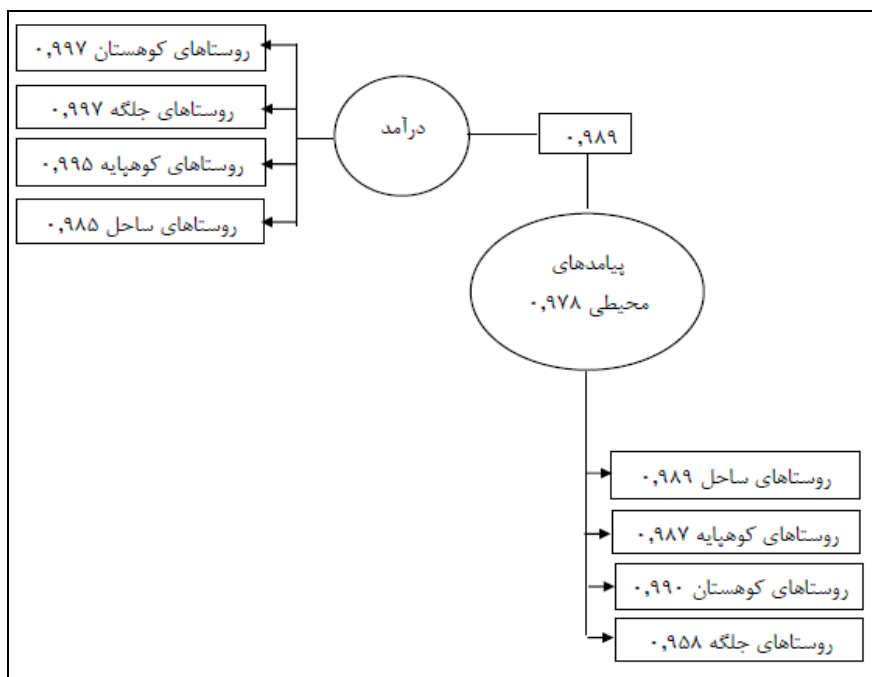 روستاهای کوهستان ۰,۹۹۷
روستاهای جلگه ۰,۹۹۷
روستاهای کوهپایه ۰,۹۹۵
روستاهای ساحل ۰,۹۸۵
درآمد
۰,۹۸۹
پیامدهای
محیطی ۰,۹۷۸
روستاهای ساحل ۰,۹۸۹
روستاهای کوهپایه ۰,۹۸۷
روستاهای کوهستان ۰,۹۹۰
روستاهای جلگه ۰,۹۵۸